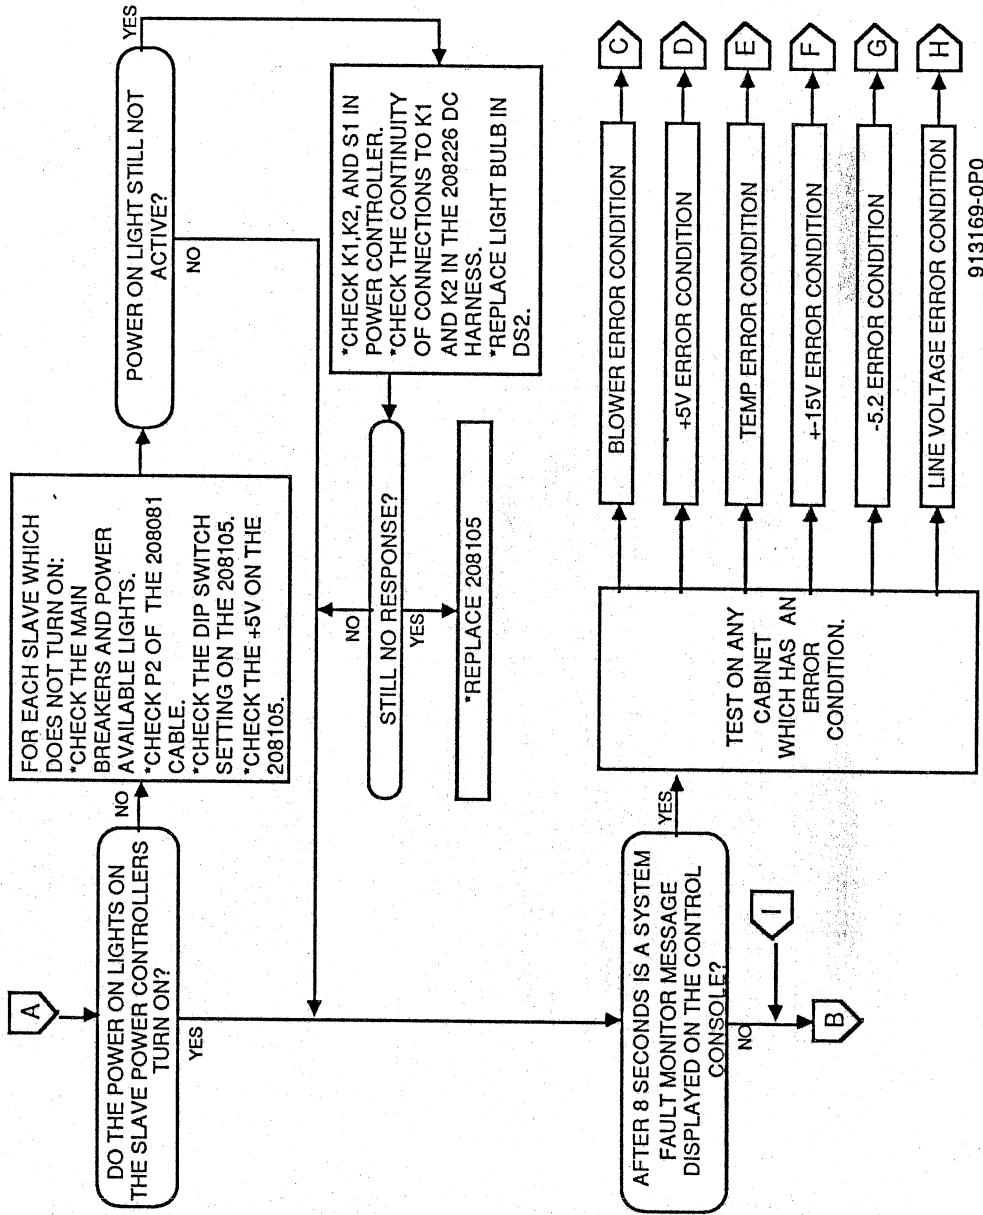 A
DO THE POWER ON LIGHTS ON
THE SLAVE POWER CONTROLLERS
TURN ON?
NO
YES
FOR EACH SLAVE WHICH
DOES NOT TURN ON:
*CHECK THE MAIN
BREAKERS AND POWER
AVAILABLE LIGHTS.
*CHECK P2 OF THE 208081
CABLE.
*CHECK THE DIP SWITCH
SETTING ON THE 208105.
*CHECK THE +5V ON THE
208105.
POWER ON LIGHT STILL NOT
ACTIVE?
YES
NO
*CHECK K1,K2, AND S1 IN
POWER CONTROLLER.
*CHECK THE CONTINUITY
OF CONNECTIONS TO K1
AND K2 IN THE 208226 DC
HARNESS.
*REPLACE LIGHT BULB IN
DS2.
STILL NO RESPONSE?
NO
YES
*REPLACE 208105
AFTER 8 SECONDS IS A SYSTEM
FAULT MONITOR MESSAGE
DISPLAYED ON THE CONTROL
CONSOLE?
YES
NO
I
B
TEST ON ANY
CABINET
WHICH HAS AN
ERROR
CONDITION.
BLOWER ERROR CONDITION
C
+5V ERROR CONDITION
D
TEMP ERROR CONDITION
E
+-15V ERROR CONDITION
F
-5.2 ERROR CONDITION
G
LINE VOLTAGE ERROR CONDITION
H
913169-0P0